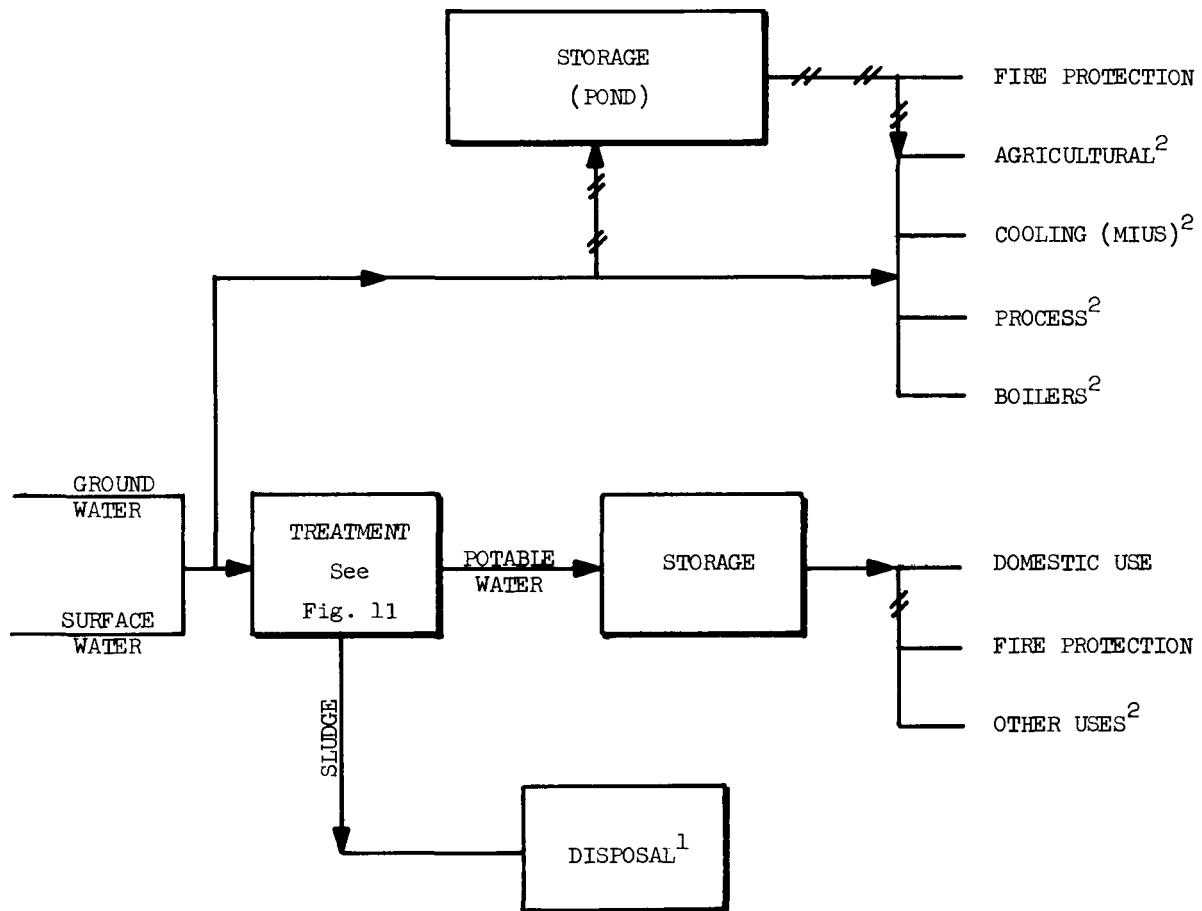 STORAGE
(POND)
FIRE PROTECTION
AGRICULTURAL²
COOLING (MIUS)²
PROCESS²
BOILERS²
GROUND
WATER
SURFACE
WATER
TREATMENT
See
Fig. 11
POTABLE
WATER
STORAGE
DOMESTIC USE
FIRE PROTECTION
OTHER USES²
SLUDGE
DISPOSAL¹